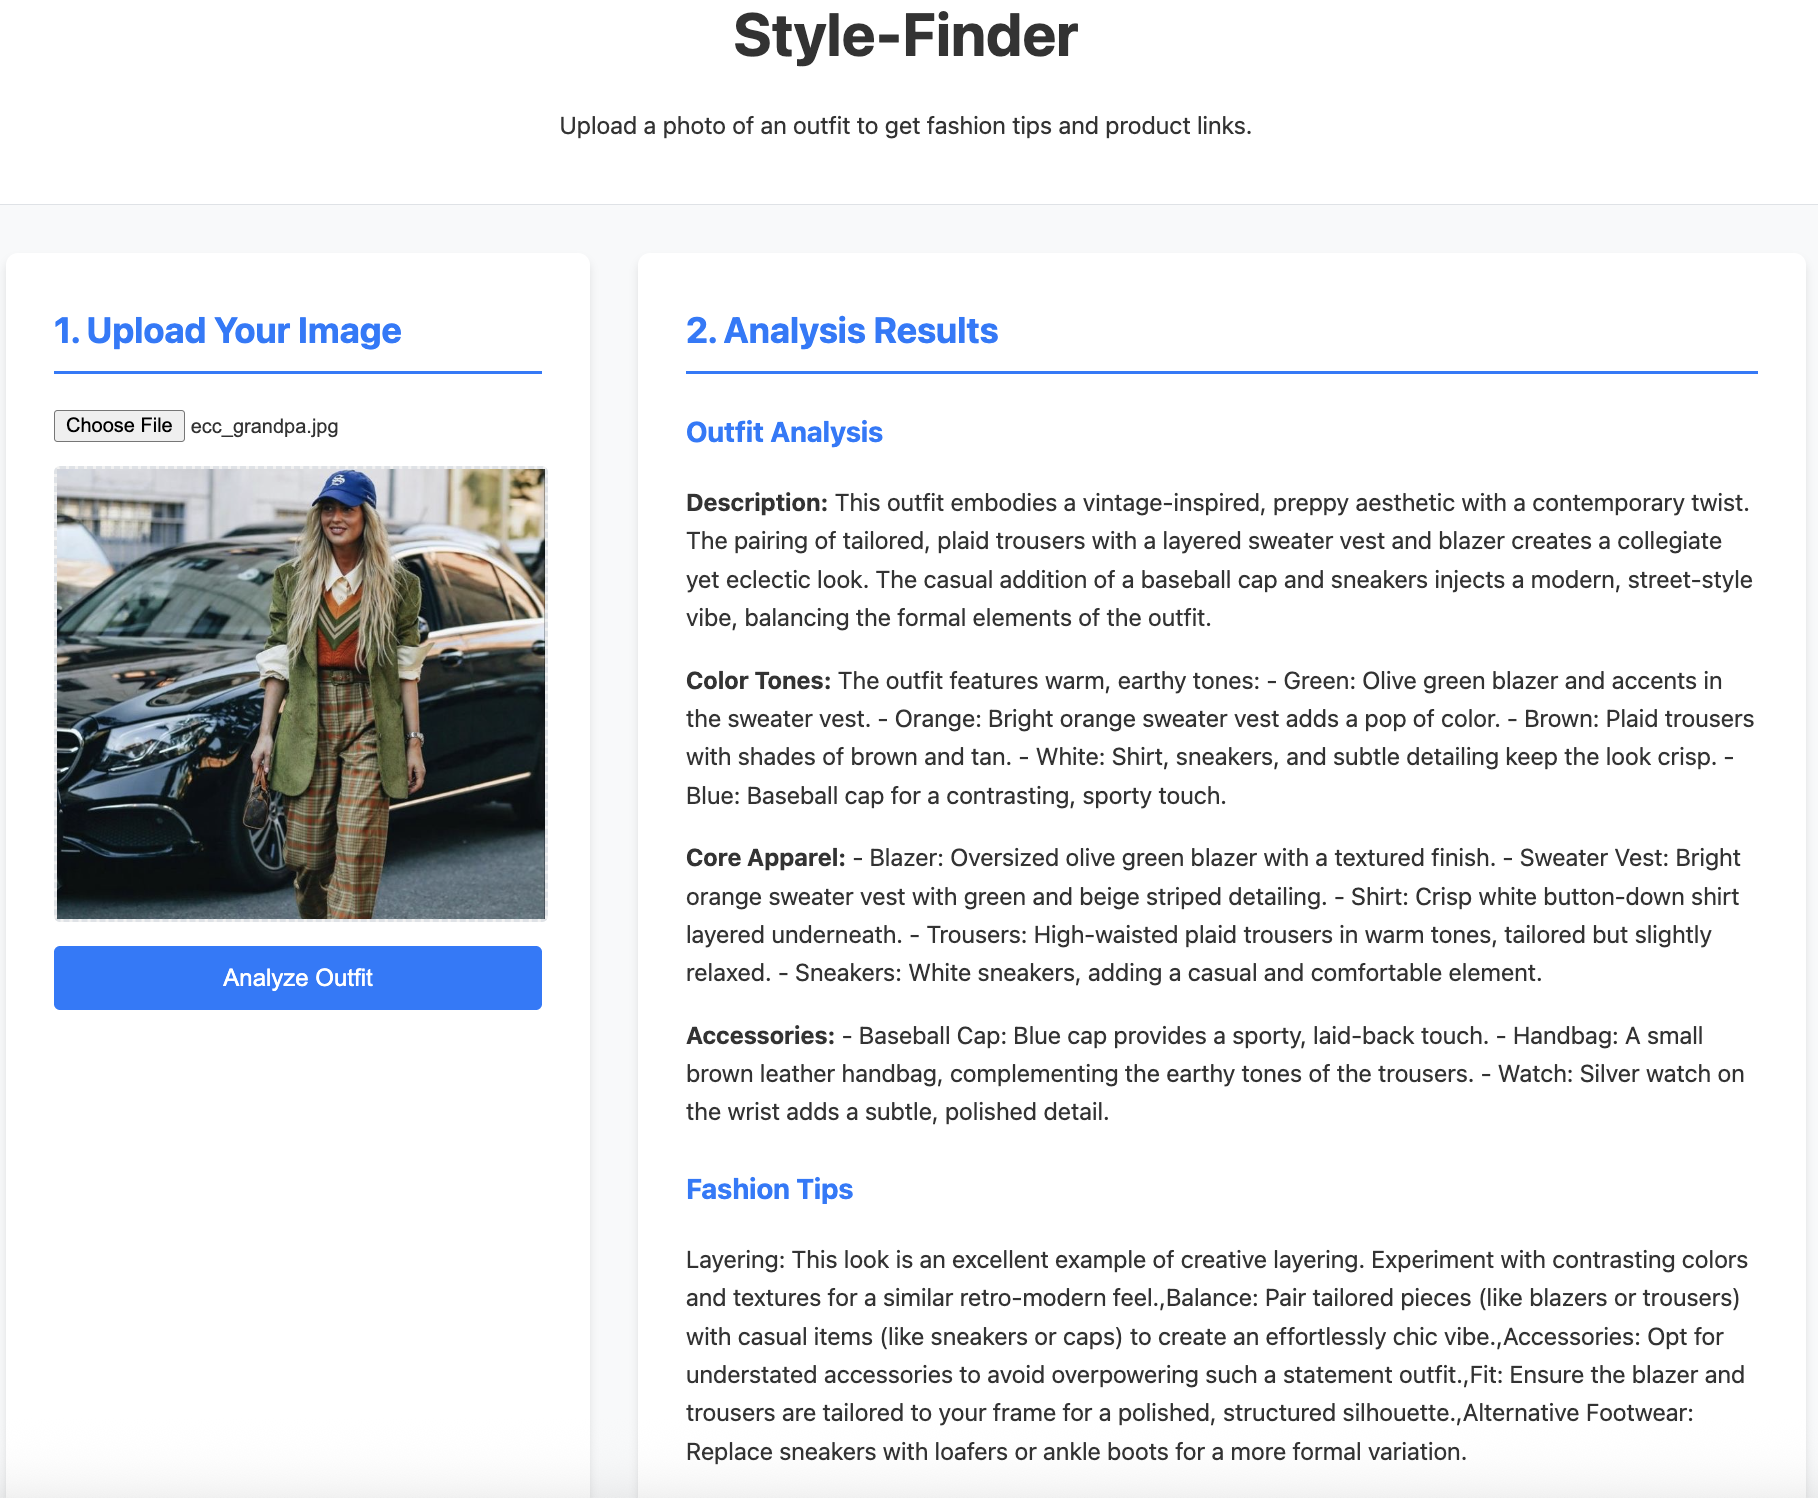 Style-Finder
Upload a photo of an outfit to get fashion tips and product links.
1. Upload Your Image
Choose File ecc_grandpa.jpg
S
Analyze Outfit
2. Analysis Results
Outfit Analysis
Description: This outfit embodies a vintage-inspired, preppy aesthetic with a contemporary twist.
The pairing of tailored, plaid trousers with a layered sweater vest and blazer creates a collegiate
yet eclectic look. The casual addition of a baseball cap and sneakers injects a modern, street-style
vibe, balancing the formal elements of the outfit.
Color Tones: The outfit features warm, earthy tones: - Green: Olive green blazer and accents in
the sweater vest. - Orange: Bright orange sweater vest adds a pop of color. - Brown: Plaid trousers
with shades of brown and tan. - White: Shirt, sneakers, and subtle detailing keep the look crisp. -
Blue: Baseball cap for a contrasting, sporty touch.
Core Apparel: - Blazer: Oversized olive green blazer with a textured finish. - Sweater Vest: Bright
orange sweater vest with green and beige striped detailing. - Shirt: Crisp white button-down shirt
layered underneath. - Trousers: High-waisted plaid trousers in warm tones, tailored but slightly
relaxed. - Sneakers: White sneakers, adding a casual and comfortable element.
Accessories: - Baseball Cap: Blue cap provides a sporty, laid-back touch. - Handbag: A small
brown leather handbag, complementing the earthy tones of the trousers. - Watch: Silver watch on
the wrist adds a subtle, polished detail.
Fashion Tips
Layering: This look is an excellent example of creative layering. Experiment with contrasting colors
and textures for a similar retro-modern feel.,Balance: Pair tailored pieces (like blazers or trousers)
with casual items (like sneakers or caps) to create an effortlessly chic vibe.,Accessories: Opt for
understated accessories to avoid overpowering such a statement outfit.,Fit: Ensure the blazer and
trousers are tailored to your frame for a polished, structured silhouette.,Alternative Footwear:
Replace sneakers with loafers or ankle boots for a more formal variation.